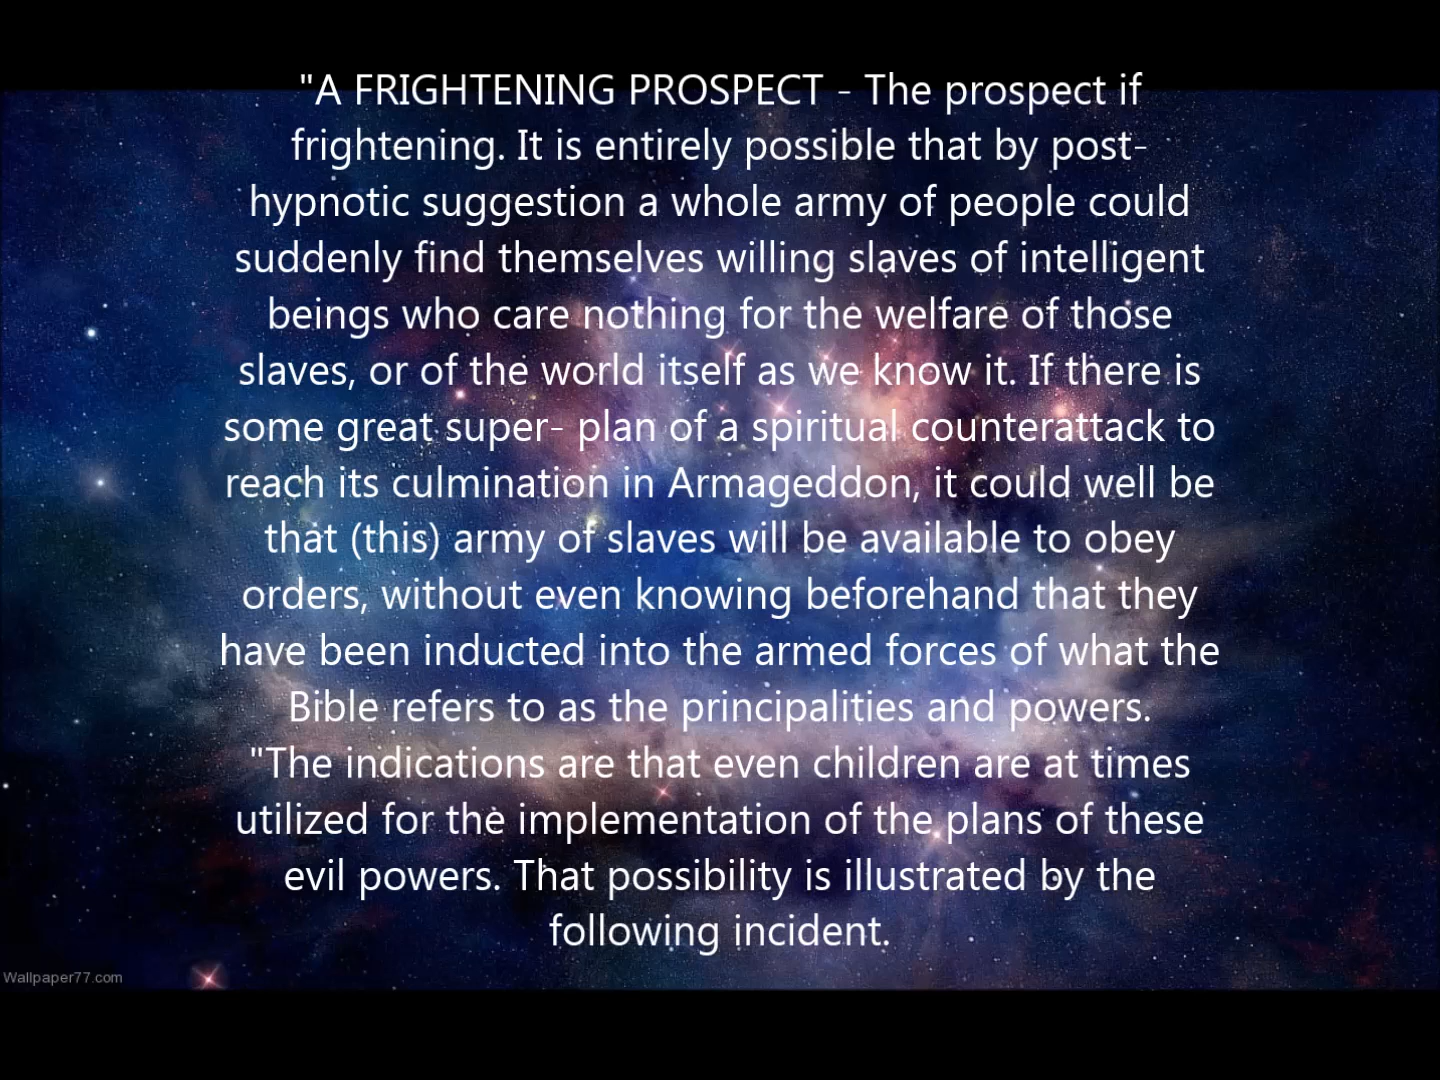 "A FRIGHTENING PROSPECT - The prospect if
frightening. It is entirely possible that by post-
hypnotic suggestion a whole army of people could
suddenly find themselves willing slaves of intelligent
beings who care nothing for the welfare of those
slaves, or of the world itself as we know it. If there is
some great super- plan of a spiritual counterattack to
reach its culmination in Armageddon, it could well be
that (this) army of slaves will be available to obey
orders, without even knowing beforehand that they
have been inducted into the armed forces of what the
Bible refers to as the principalities and powers.
"The indications are that even children are at times
utilized for the implementation of the plans of these
evil powers. That possibility is illustrated by the
following incident.
Wallpaper77.com